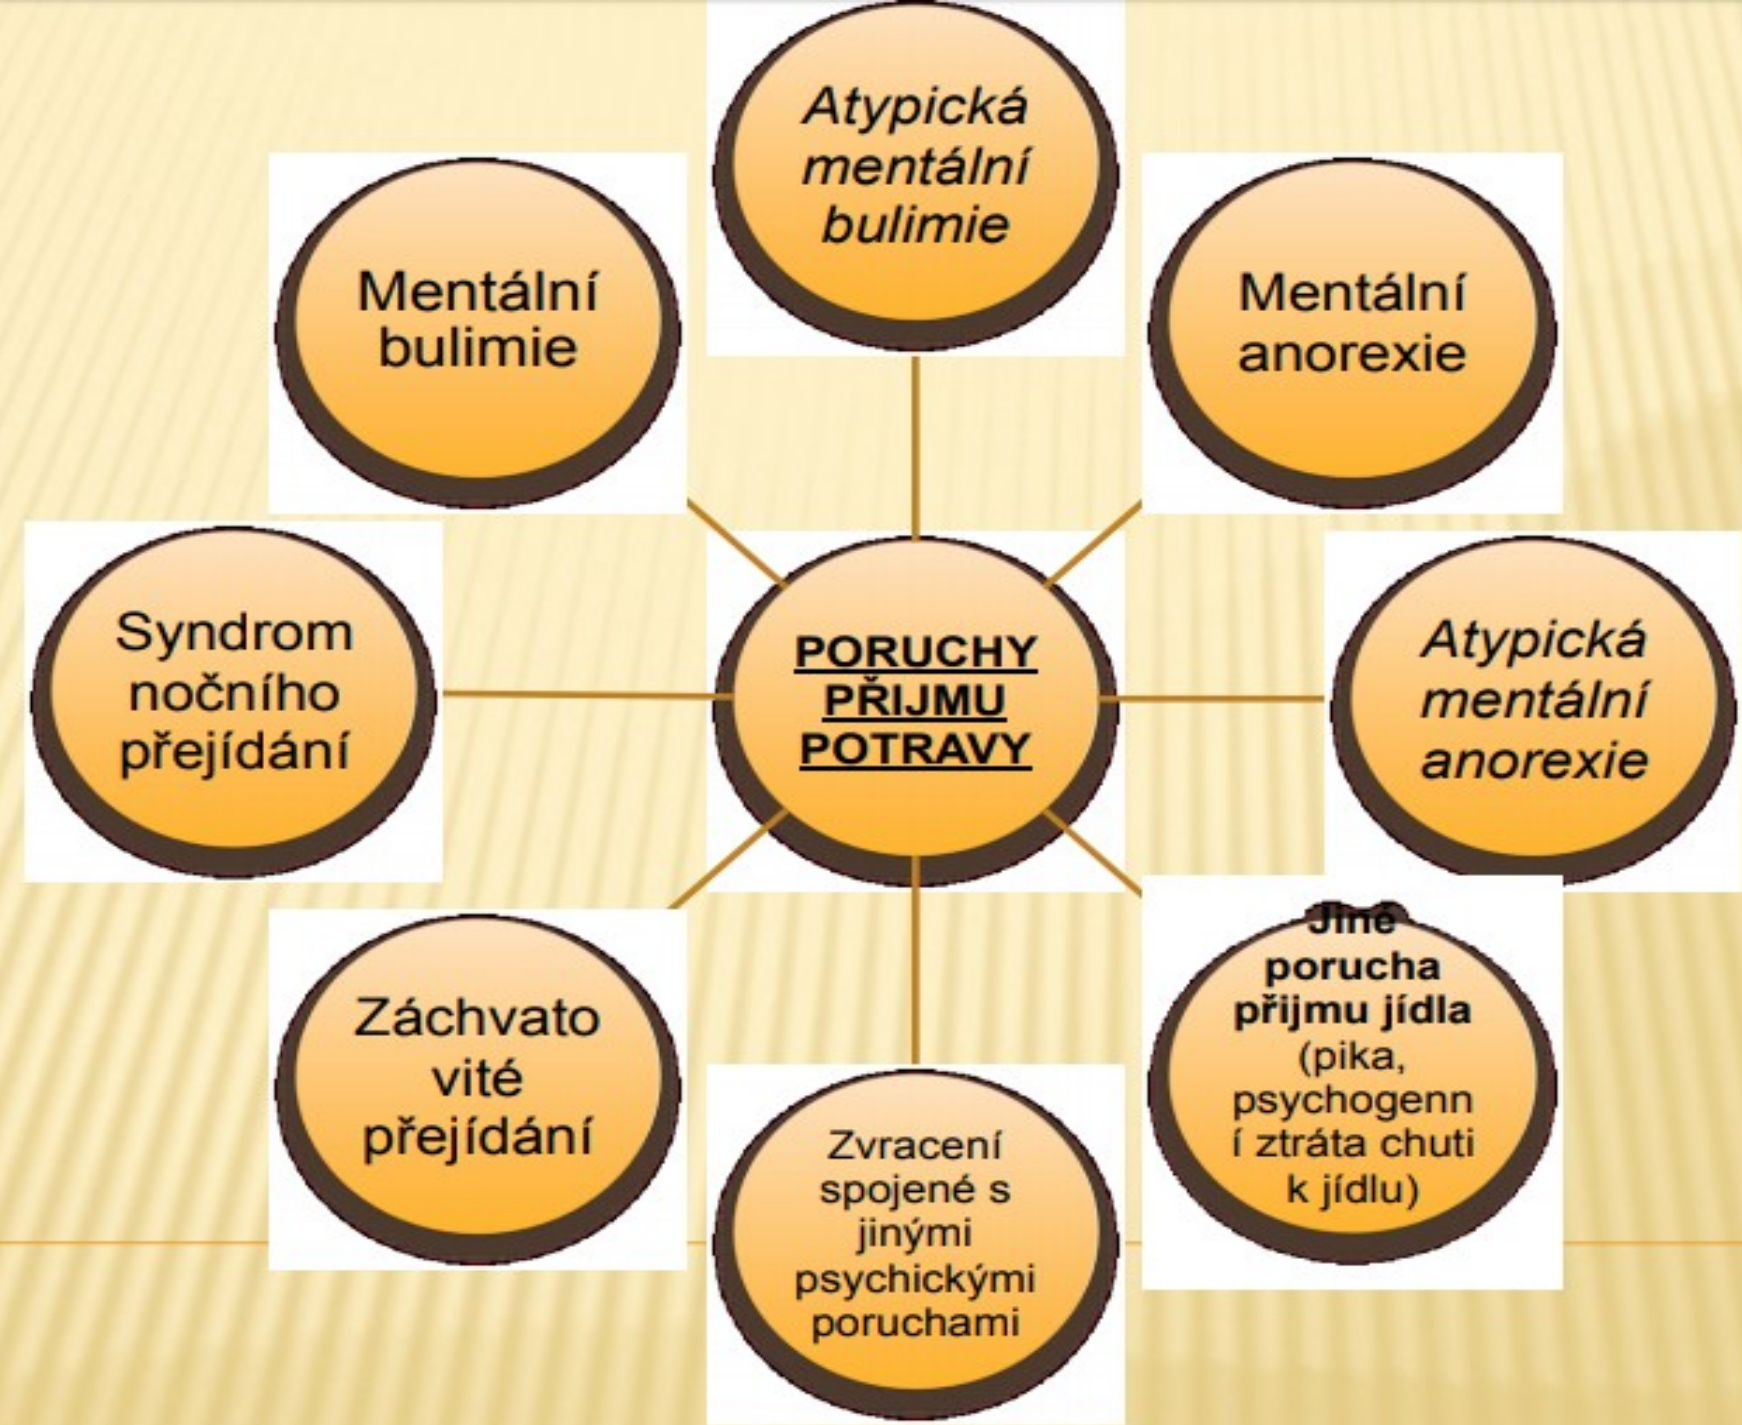 Atypická
mentální
bulimie
Mentální
bulimie
Mentální
anorexie
Syndrom
nočního
přejídání
PORUCHY
PŘIJMU
POTRAVY
Atypická
mentální
anorexie
Záchvato
vité
přejídání
Zvracení
spojené s
jinými
psychickými
poruchami
Jiné
porucha
přijmu jídla
(pika,
psychogenn
í ztráta chuti
k jídlu)